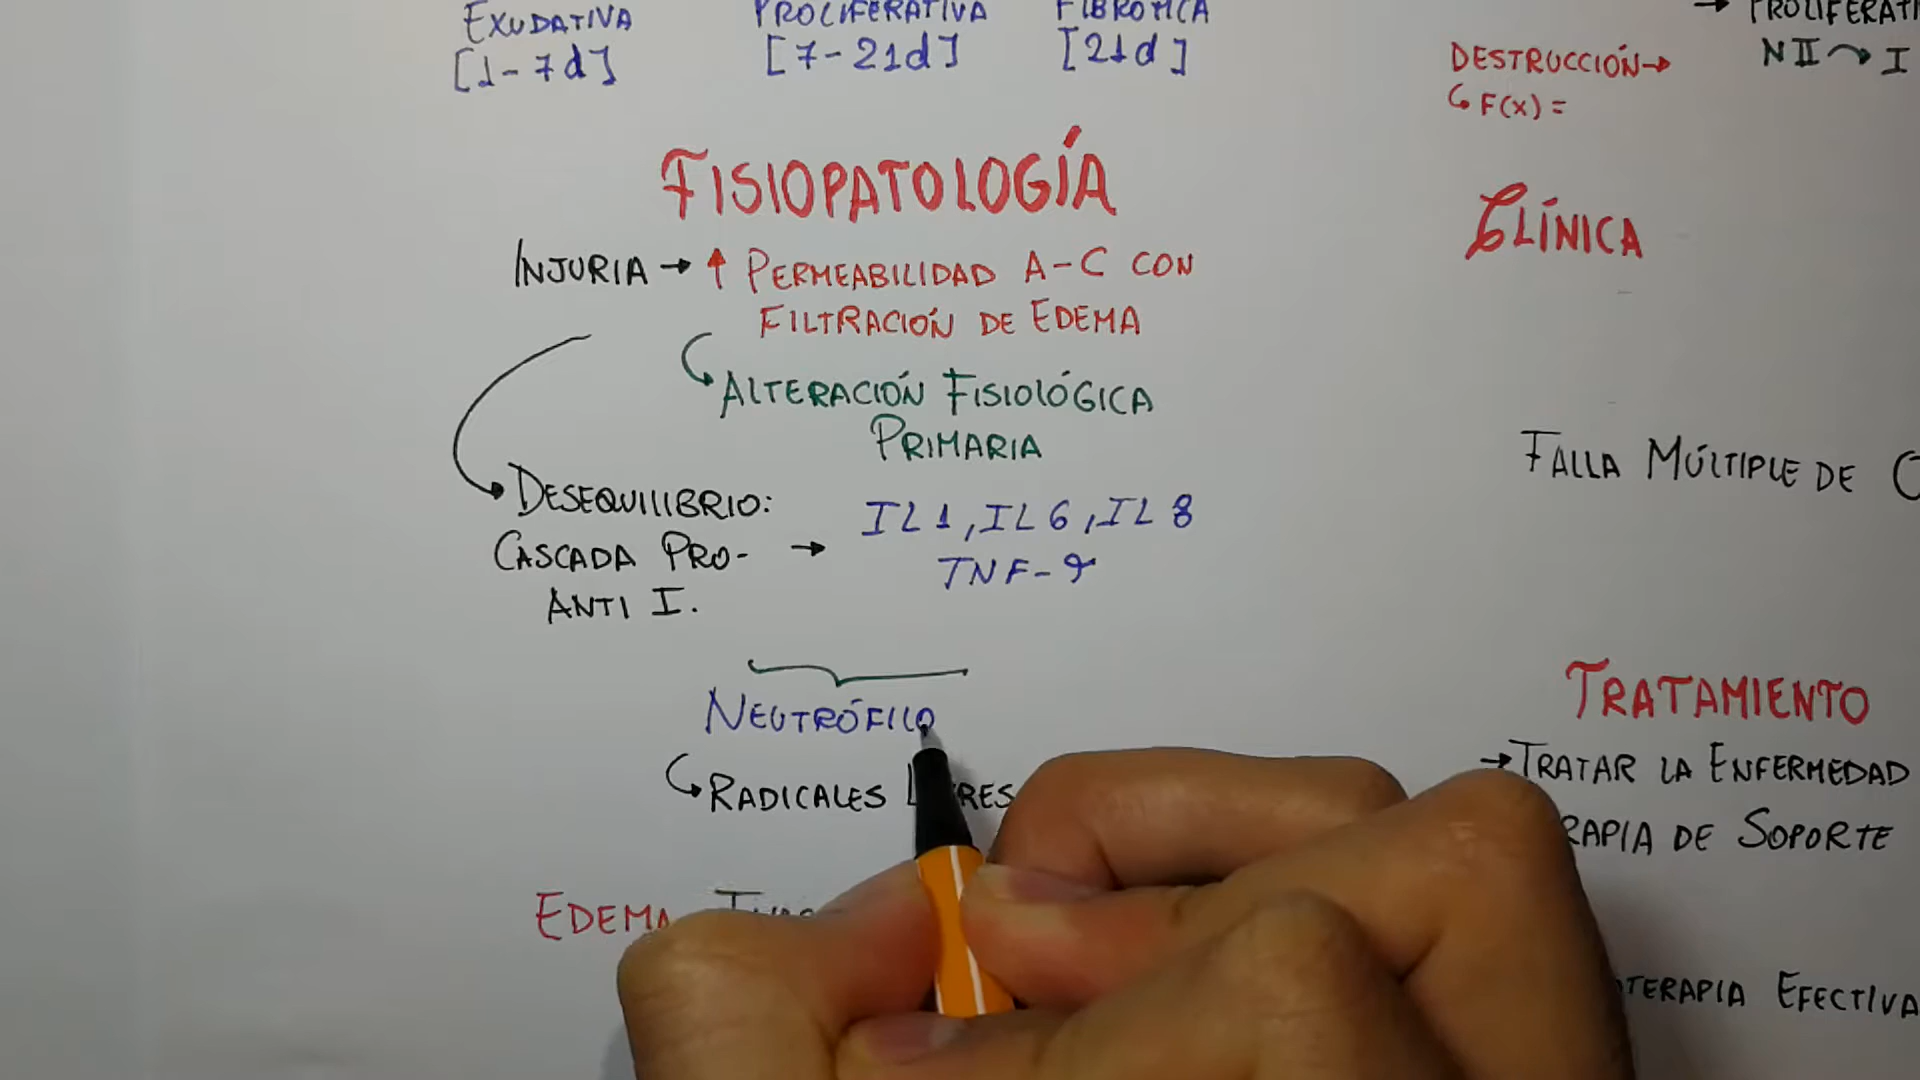 EXUDATIVA
[1-7d]
PROLIFERATIVA
[7-21d]
FIBROTICA
[21d]
FISIOPATOLOGÍA
INJURIA → ↑ PERMEABILIDAD A-C CON
FILTRACIÓN DE EDEMA
ALTERACIÓN FISIOLÓGICA
PRIMARIA
DESEQUILIBRIO:
CASCADA PRO-
ANTI I.
→ IL1, IL6, IL8
TNF-α
NEUTRÓFILO
RADICALES
EDEMA
→ PROLIFERATI
DESTRUCCIÓN→ NII → I
F(x) =
CLÍNICA
FALLA MÚLTIPLE DE
TRATAMIENTO
→TRATAR LA ENFERMEDAD
RAPIA DE SOPORTE
TERAPIA EFECTIVA